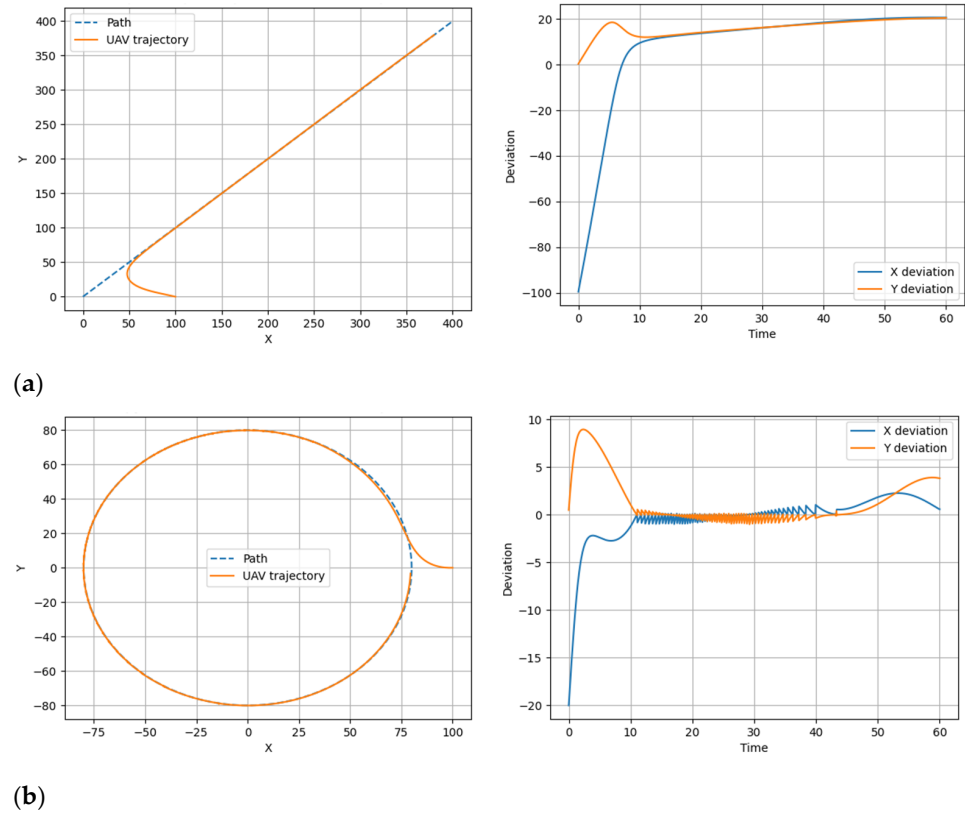 Path
UAV trajectory
Y
400
350
300
250
200
150
100
50
0
0 50 100 150 200 250 300 350 400
X
Deviation
20
0
−20
−40
−60
−80
−100
X deviation
Y deviation
0 10 20 30 40 50 60
Time
(a)
Y
80
60
40
20
0
−20
−40
−60
−80
Path
UAV trajectory
−75 −50 −25 0 25 50 75 100
X
Deviation
10
5
0
−5
−10
−15
−20
X deviation
Y deviation
0 10 20 30 40 50 60
Time
(b)